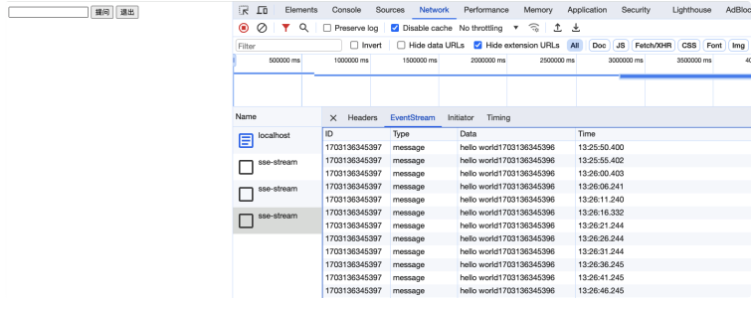 提问 退出
Elements Console Sources Network Performance Memory Application Security Lighthouse AdBloc
Preserve log Disable cache No throttling
Filter Invert Hide data URLs Hide extension URLs All Doc JS Fetch/XHR CSS Font Img
500000 ms 1000000 ms 1500000 ms 2000000 ms 2500000 ms 3000000 ms 3500000 ms 40
Name Headers EventStream Initiator Timing
localhost
sse-stream
sse-stream
sse-stream
ID Type Data Time
1703136345397 message hello world1703136345396 13:25:50.400
1703136345397 message hello world1703136345396 13:25:55.402
1703136345397 message hello world1703136345396 13:26:00.403
1703136345397 message hello world1703136345396 13:26:06.241
1703136345397 message hello world1703136345396 13:26:11.240
1703136345397 message hello world1703136345396 13:26:16.332
1703136345397 message hello world1703136345396 13:26:21.244
1703136345397 message hello world1703136345396 13:26:26.244
1703136345397 message hello world1703136345396 13:26:31.244
1703136345397 message hello world1703136345396 13:26:36.245
1703136345397 message hello world1703136345396 13:26:41.245
1703136345397 message hello world1703136345396 13:26:46.245